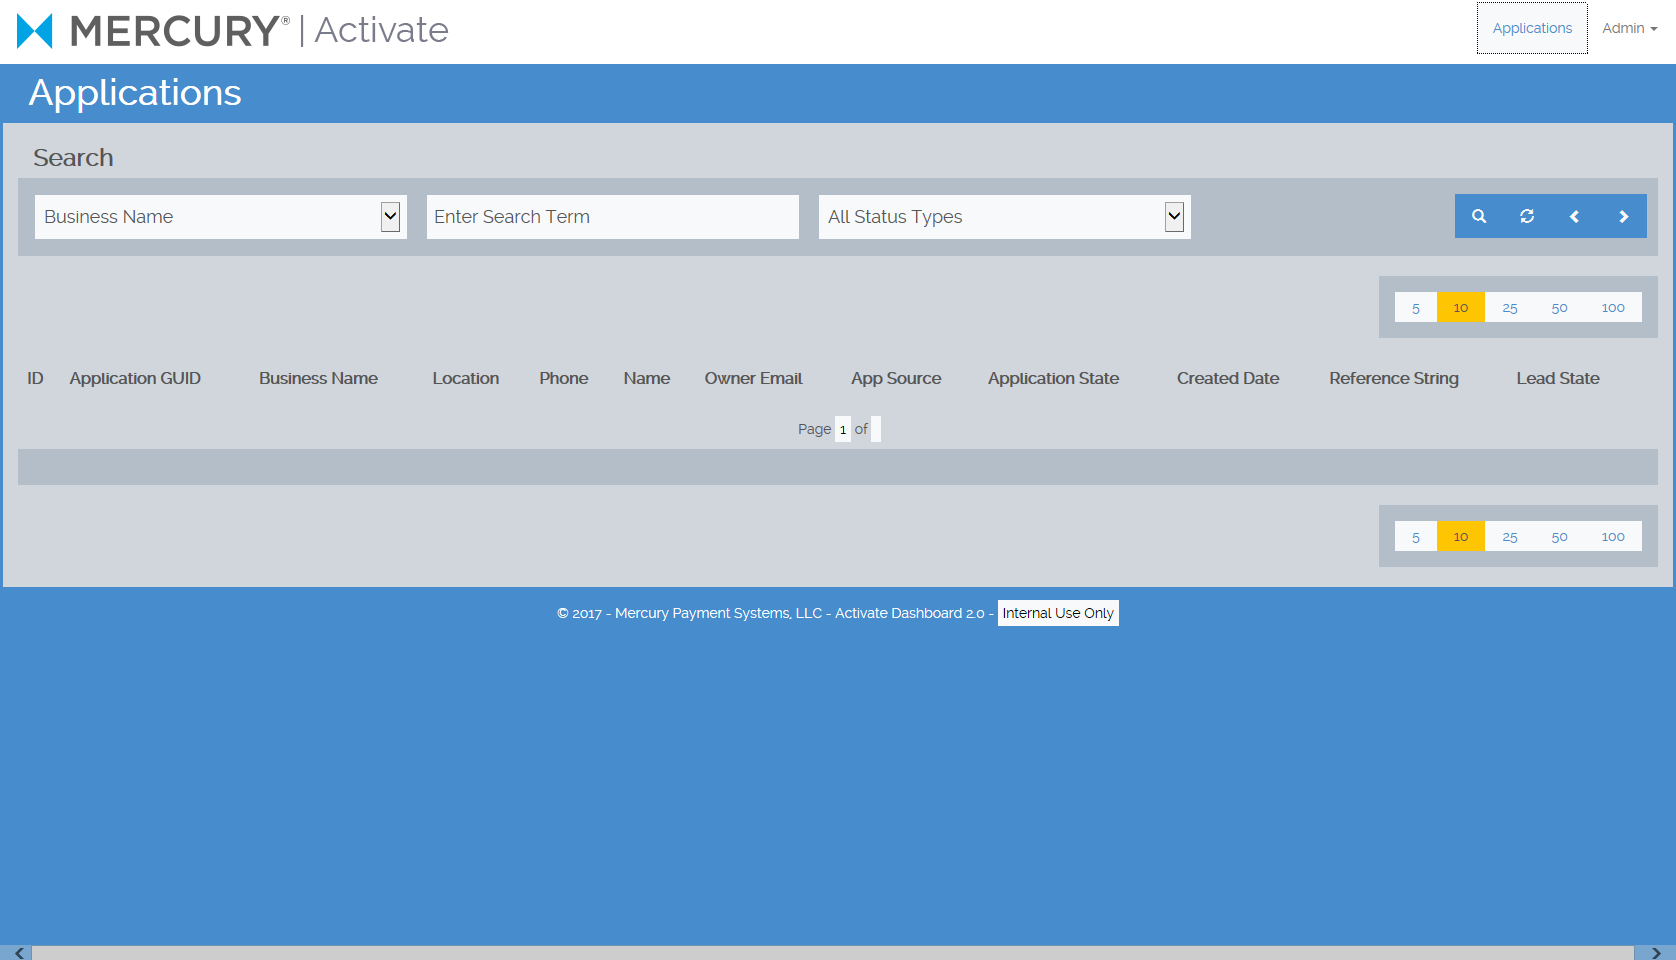 MERCURY® | Activate
Applications
Admin
Applications
Search
Business Name
Enter Search Term
All Status Types
5 10 25 50 100
ID Application GUID Business Name Location Phone Name Owner Email App Source Application State Created Date Reference String Lead State
Page 1 of
5 10 25 50 100
© 2017 - Mercury Payment Systems, LLC - Activate Dashboard 2.0 - Internal Use Only